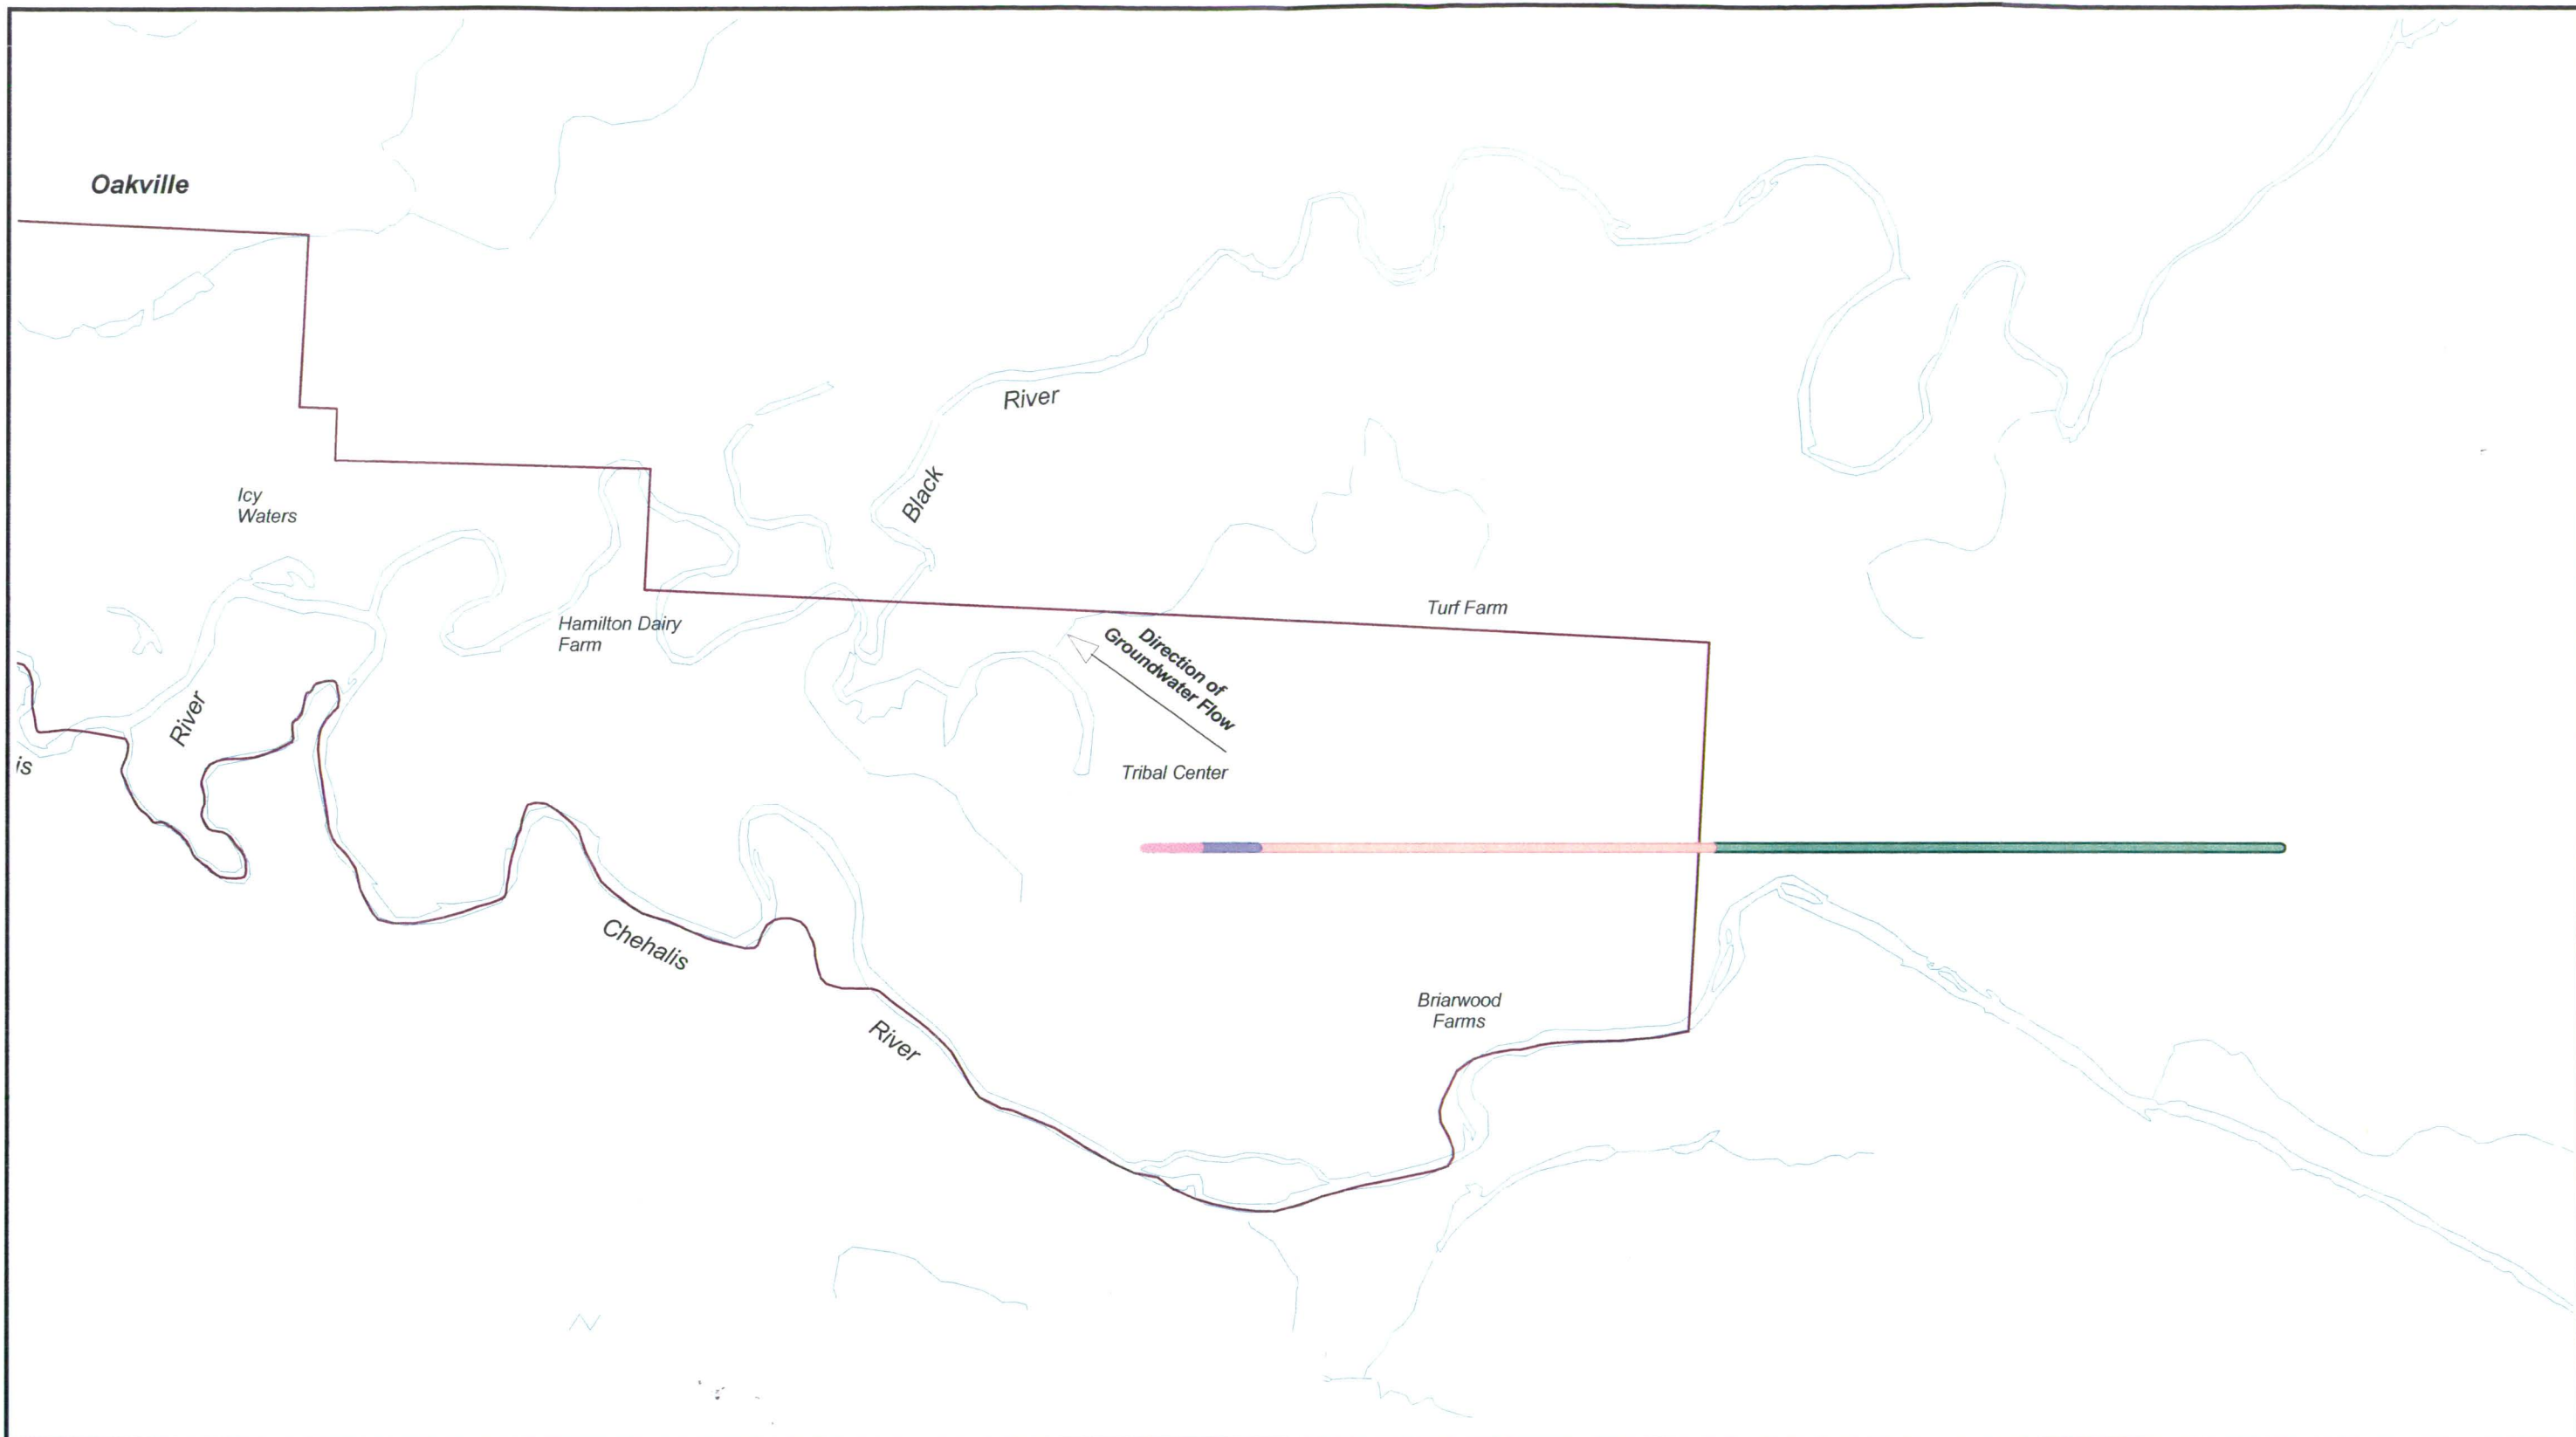 Oakville
River
Icy
Waters
Black
Turf Farm
Hamilton Dairy
Farm
Direction of
Groundwater Flow
River
is
Tribal Center
Chehalis
Briarwood
Farms
River